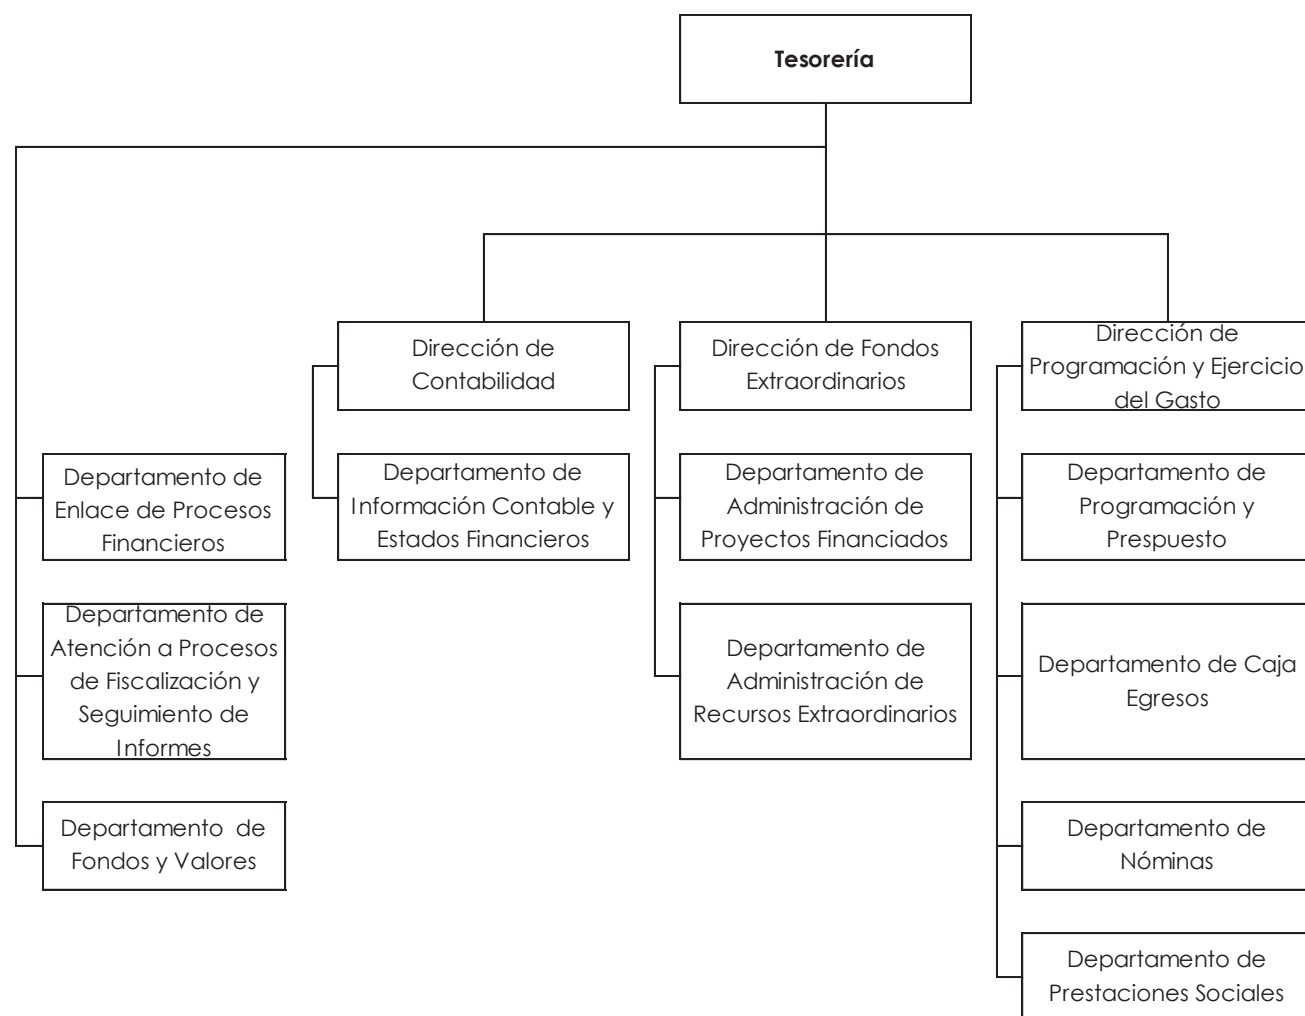 Tesorería
Dirección de
Contabilidad
Dirección de Fondos
Extraordinarios
Dirección de
Programación y Ejercicio
del Gasto
Departamento de
Enlace de Procesos
Financieros
Departamento de
Información Contable y
Estados Financieros
Departamento de
Administración de
Proyectos Financiados
Departamento de
Programación y
Prespuesto
Departamento de
Atención a Procesos
de Fiscalización y
Seguimiento de
Informes
Departamento de
Administración de
Recursos Extraordinarios
Departamento de Caja
Egresos
Departamento de
Fondos y Valores
Departamento de
Nóminas
Departamento de
Prestaciones Sociales